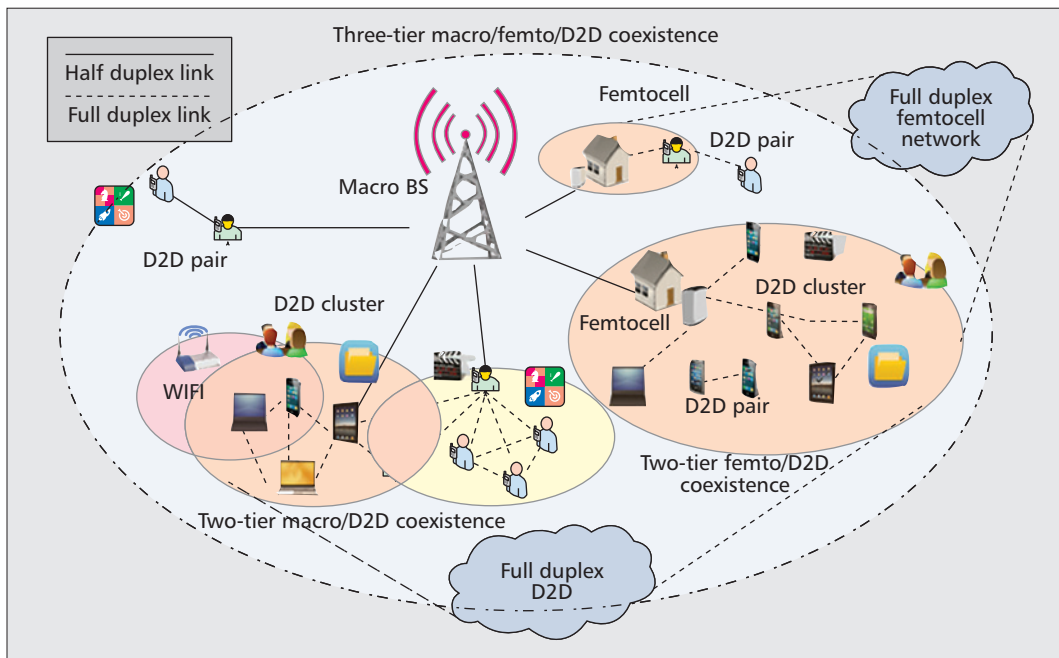 Three-tier macro/femto/D2D coexistence
Half duplex link
Full duplex link
Femtocell
Full duplex
femtocell
network
D2D pair
Macro BS
D2D pair
D2D cluster
D2D cluster
Femtocell
WIFI
D2D pair
Two-tier femto/D2D
coexistence
Two-tier macro/D2D coexistence
Full duplex
D2D